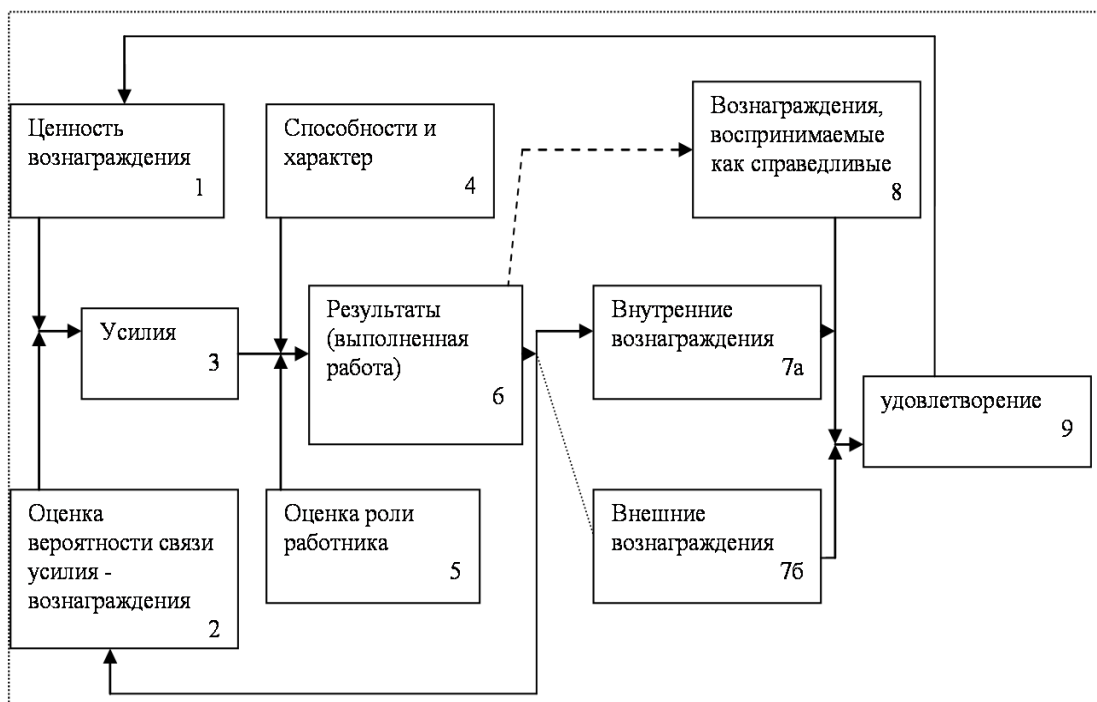 Ценность
вознаграждения
1
Способности и
характер
4
Вознаграждения,
воспринимаемые
как справедливые
8
Усилия
3
Результаты
(выполненная
работа)
6
Внутренние
вознаграждения
7а
удовлетворение
9
Оценка
вероятности связи
усилия -
вознаграждения
2
Оценка роли
работника
5
Внешние
вознаграждения
7б